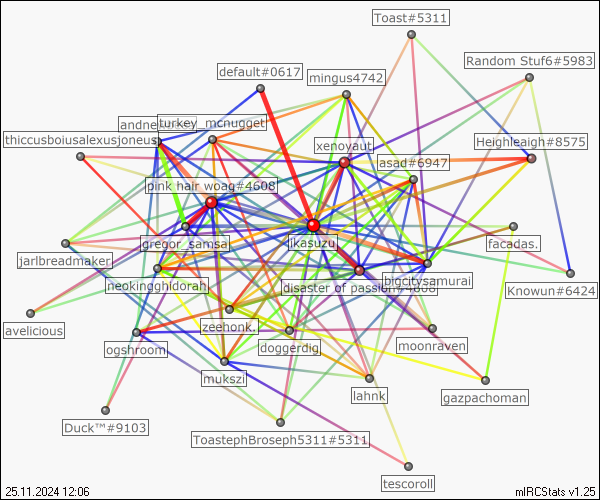 Toast#5311
Random Stuf6#5983
default#0617
mingus4742
turkey_mcnugget
thiccusboiusalexusjoneus
xenoyaut
Heighleaigh#8575
asad#6947
pink hair woag#4608
gregor_samsa
ikasuzu
facadas.
jarlbreadmaker
neokingghidorah
disaster of passion#4868
bigcitysamurai
Knowun#6424
avelicious
zeehonk.
ogshroom
doggerdig
moonraven
mukszi
lahnk
gazpachoman
Duck™#9103
ToastephBroseph5311#5311
tescoroll
25.11.2024 12:06
mIRCStats v1.25